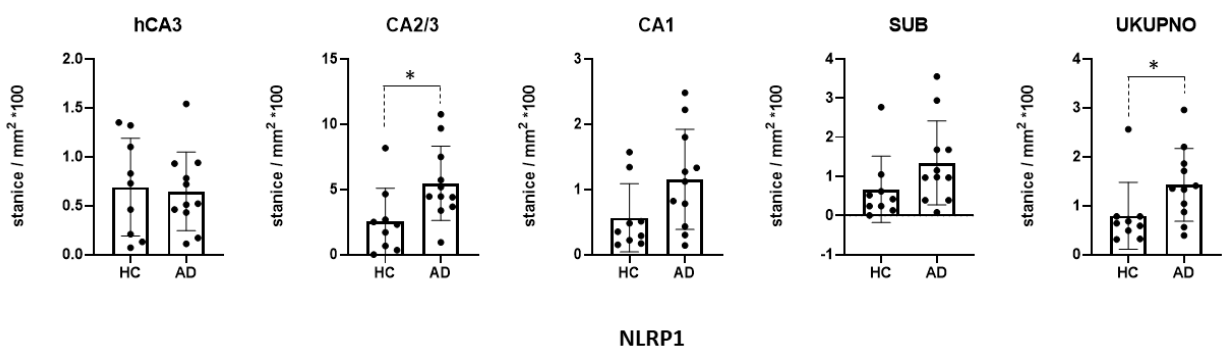 hCA3
CA2/3
CA1
SUB
UKUPNO
stanice / mm² *100
2.0
1.5
1.0
0.5
0.0
HC
AD
stanice / mm² *100
15
10
5
0
*
HC
AD
stanice / mm² *100
3
2
1
0
HC
AD
stanice / mm² *100
4
3
2
1
0
-1
HC
AD
stanice / mm² *100
4
3
2
1
0
*
HC
AD
NLRP1